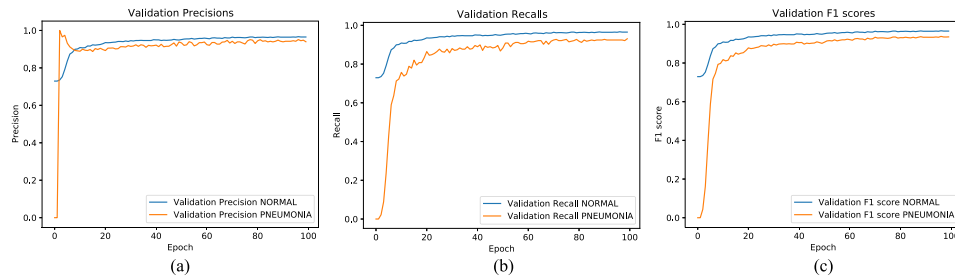 Validation Precisions
1.0
0.8
0.6
0.4
0.2
0.0
Precision
0
20
40
60
80
100
Epoch
Validation Precision NORMAL
Validation Precision PNEUMONIA
(a)
Validation Recalls
1.0
0.8
0.6
0.4
0.2
0.0
Recall
0
20
40
60
80
100
Epoch
Validation Recall NORMAL
Validation Recall PNEUMONIA
(b)
Validation F1 scores
1.0
0.8
0.6
0.4
0.2
0.0
F1 score
0
20
40
60
80
100
Epoch
Validation F1 score NORMAL
Validation F1 score PNEUMONIA
(c)